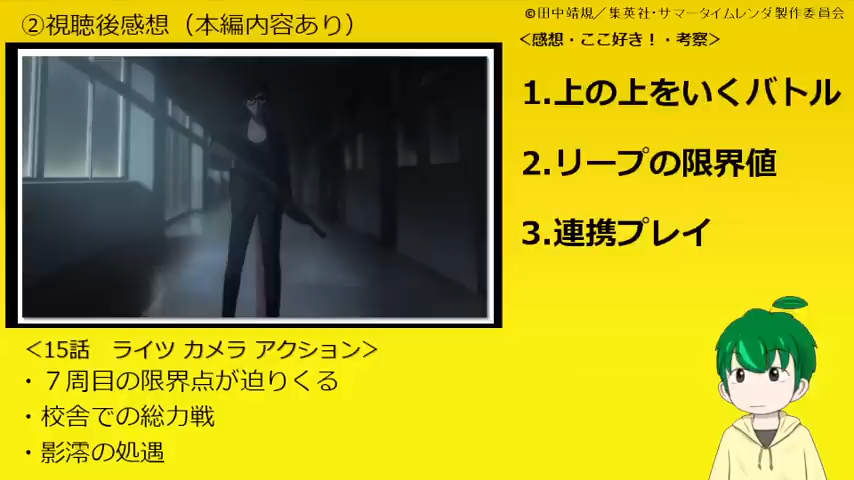 ②視聴後感想（本編内容あり）
©田中靖規／集英社・サマータイムレンダ製作委員会
＜感想・ここ好き！・考察＞
1.上の上をいくバトル
2.リープの限界値
3.連携プレイ
＜15話　ライツ カメラ アクション＞
・７周目の限界点が迫りくる
・校舎での総力戦
・影澪の処遇